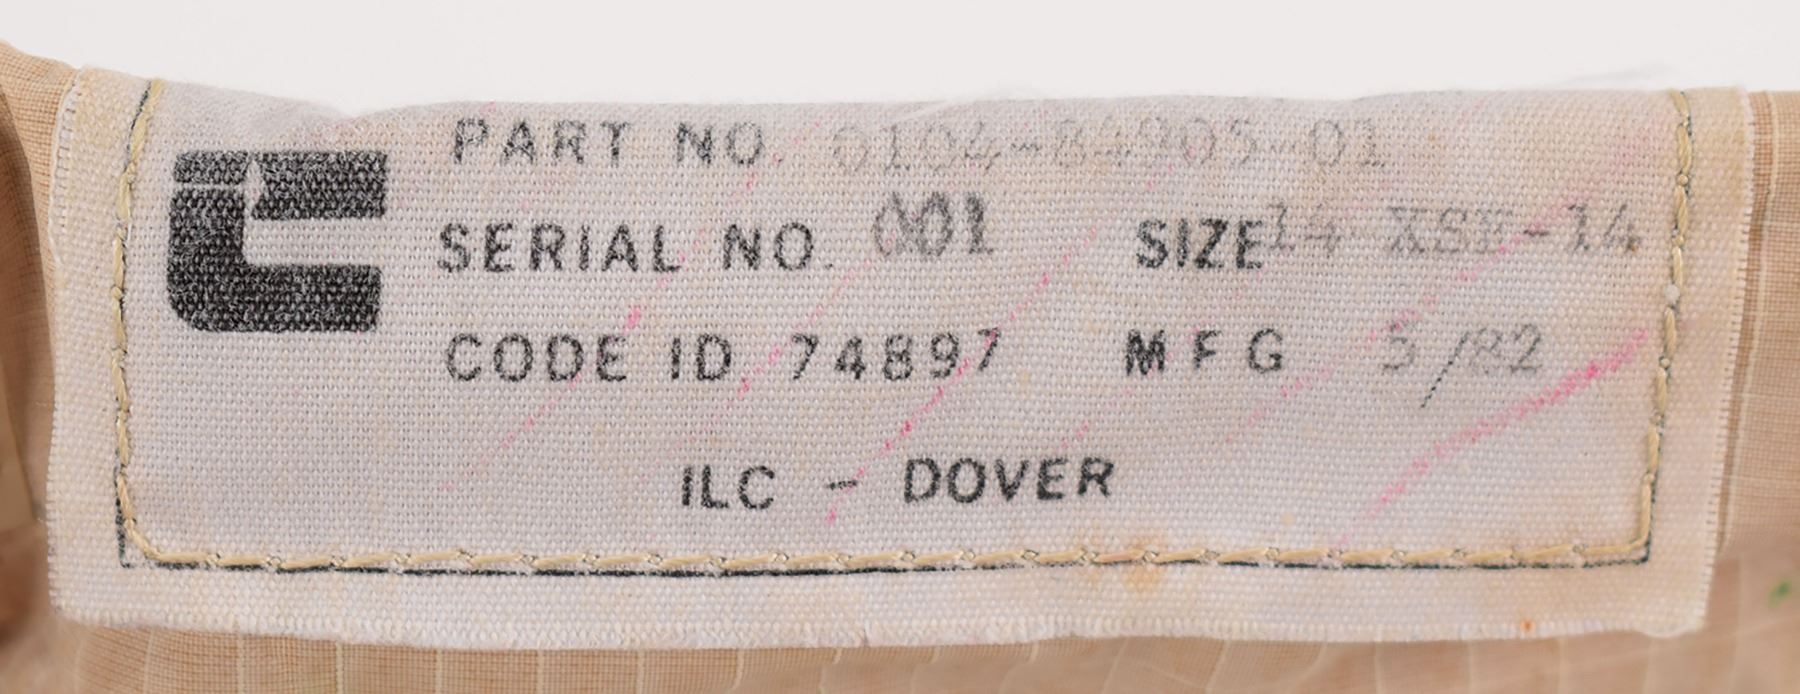 PART NO. 0104-84905-01
SERIAL NO. 001 SIZE 14 XSF-14
CODE ID 74897 MFG 5/82
ILC - DOVER